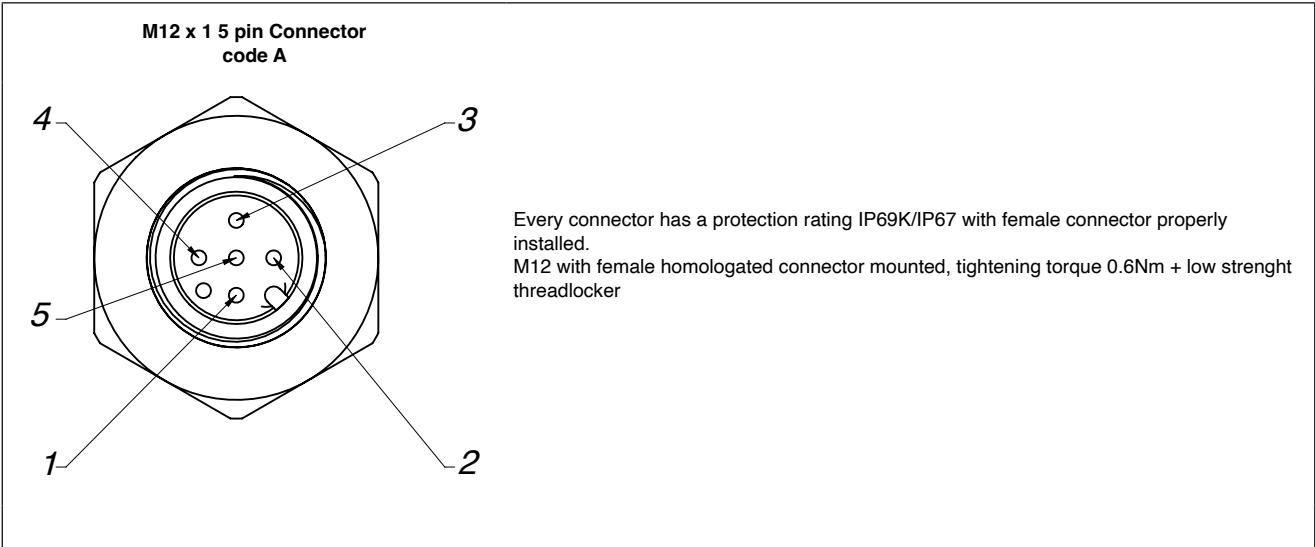 M12 x 1 5 pin Connector
code A
4
3
Every connector has a protection rating IP69K/IP67 with female connector properly
installed.
M12 with female homologated connector mounted, tightening torque 0.6Nm + low strenght
threadlocker
5
1
2